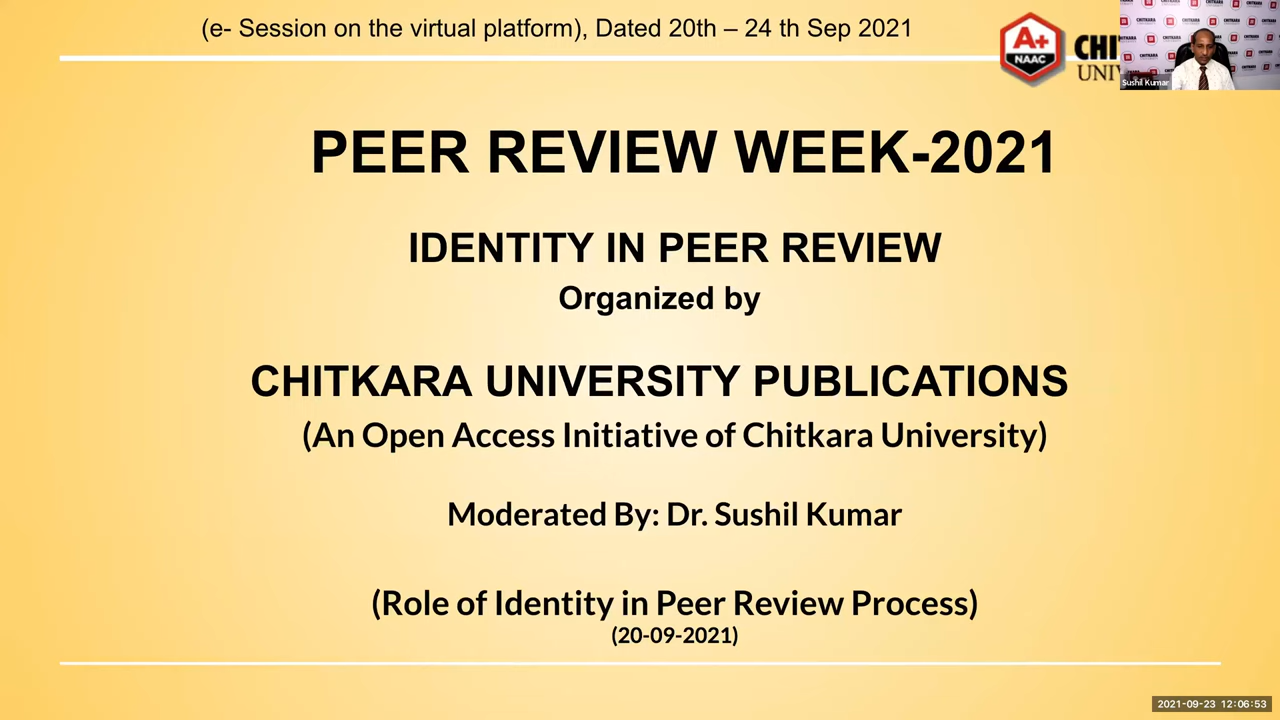 (e- Session on the virtual platform), Dated 20th – 24 th Sep 2021
A+
NAAC
CHI
UNIV
Sushil Kumar
PEER REVIEW WEEK-2021
IDENTITY IN PEER REVIEW
Organized by
CHITKARA UNIVERSITY PUBLICATIONS
(An Open Access Initiative of Chitkara University)
Moderated By: Dr. Sushil Kumar
(Role of Identity in Peer Review Process)
(20-09-2021)
2021-09-23 12:06:53